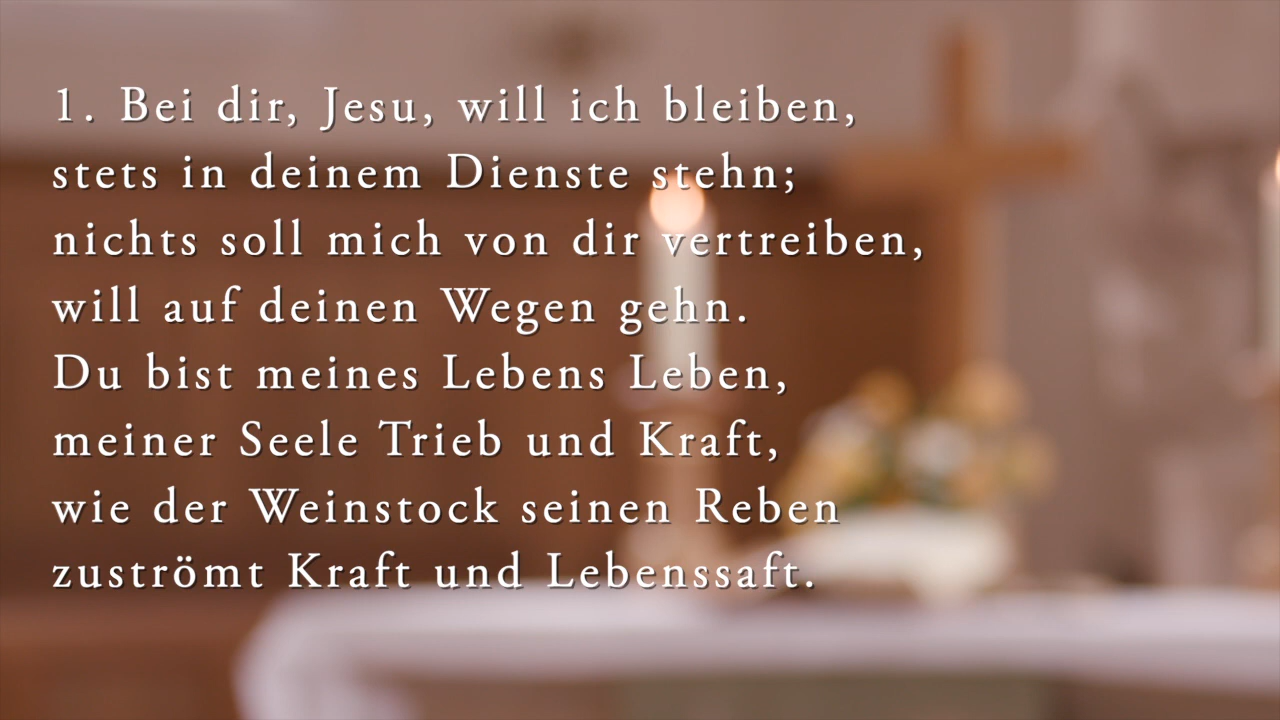 1. Bei dir, Jesu, will ich bleiben,
stets in deinem Dienste stehn;
nichts soll mich von dir vertreiben,
will auf deinen Wegen gehn.
Du bist meines Lebens Leben,
meiner Seele Trieb und Kraft,
wie der Weinstock seinen Reben
zuströmt Kraft und Lebenssaft.